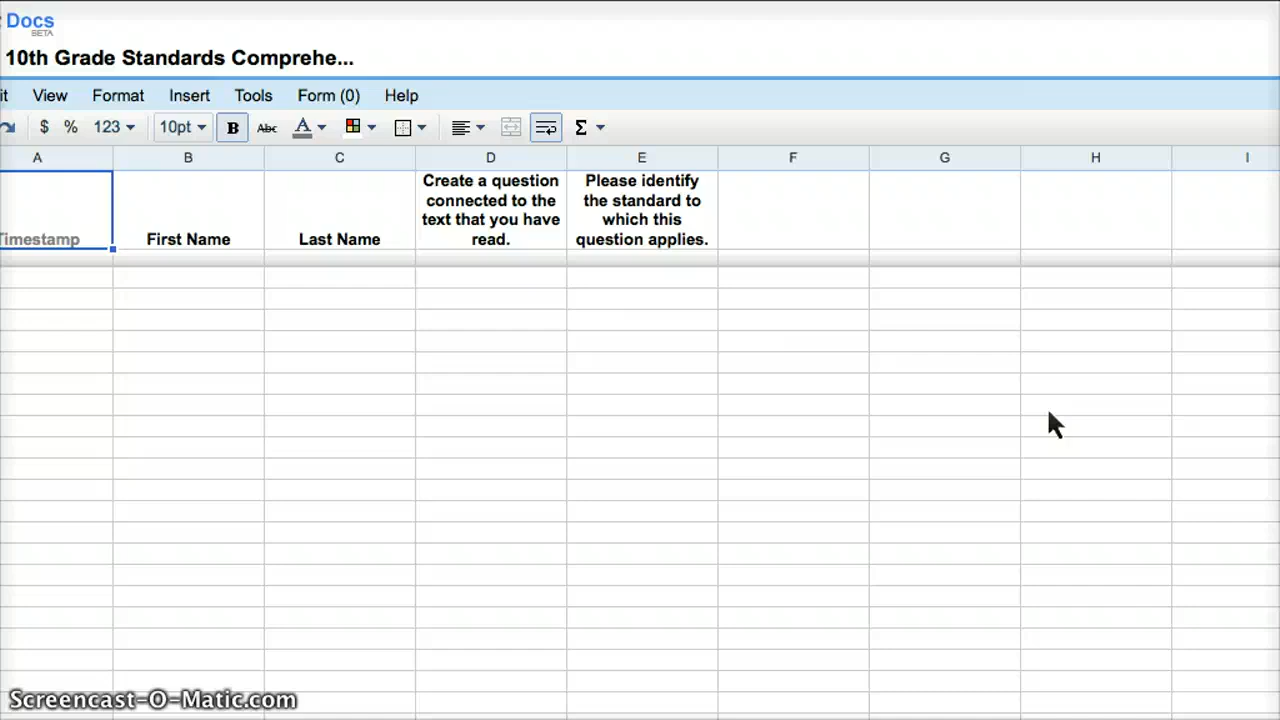 Docs
BETA
10th Grade Standards Comprehe...
it View Format Insert Tools Form (0) Help
$ % 123 10pt B Abc A Σ
A B C D E F G H I
Timestamp
First Name
Last Name
Create a question
connected to the
text that you have
read.
Please identify
the standard to
which this
question applies.
Screencast-O-Matic.com